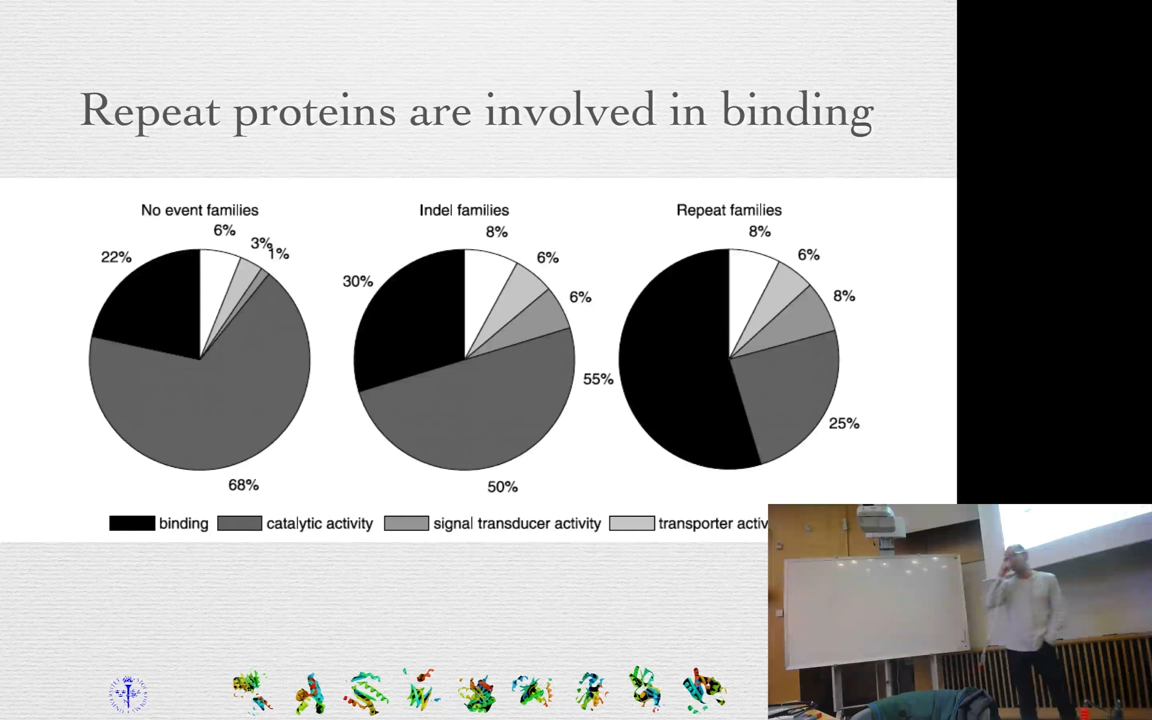 Repeat proteins are involved in binding
No event families
Indel families
Repeat families
6%
3%
1%
22%
8%
6%
6%
30%
8%
6%
8%
55%
25%
68%
50%
binding
catalytic activity
signal transducer activity
transporter activ